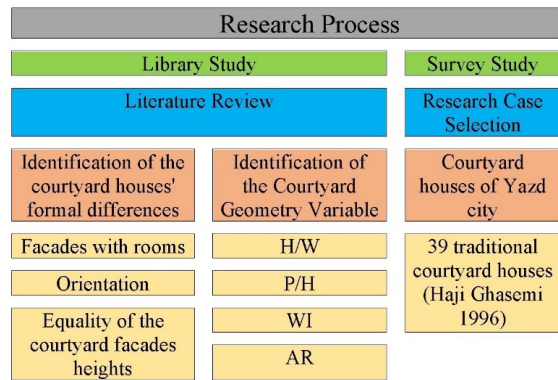 Research Process
Library Study
Survey Study
Literature Review
Research Case
Selection
Identification of the
courtyard houses'
formal differences
Identification of
the Courtyard
Geometry Variable
Courtyard
houses of Yazd
city
Facades with rooms
Orientation
Equality of the
courtyard facades
heights
H/W
P/H
WI
AR
39 traditional
courtyard houses
(Haji Ghasemi
1996)